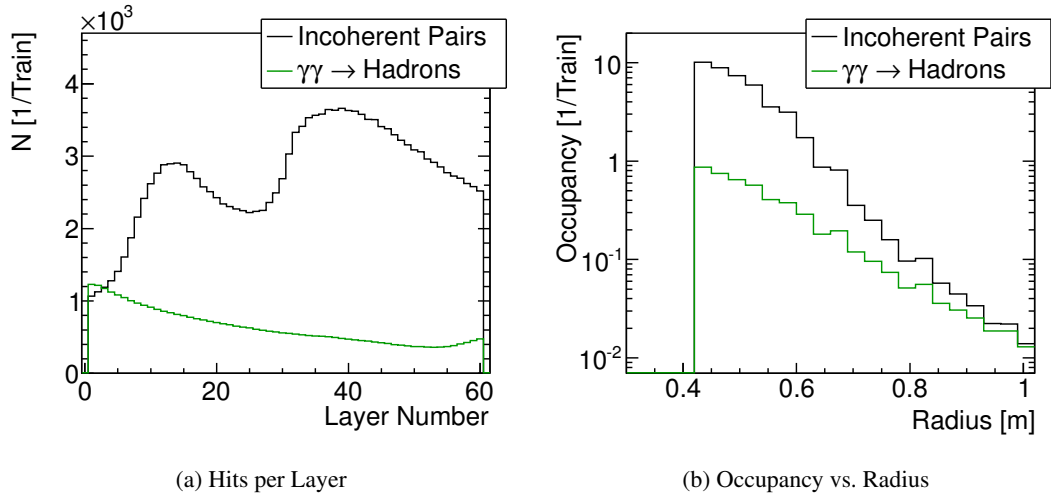 ×10³
Incoherent Pairs
γγ → Hadrons
N [1/Train]
4
3
2
1
0
0 20 40 60
Layer Number
(a) Hits per Layer
Incoherent Pairs
γγ → Hadrons
Occupancy [1/Train]
10
1
10⁻¹
10⁻²
0.4 0.6 0.8 1
Radius [m]
(b) Occupancy vs. Radius